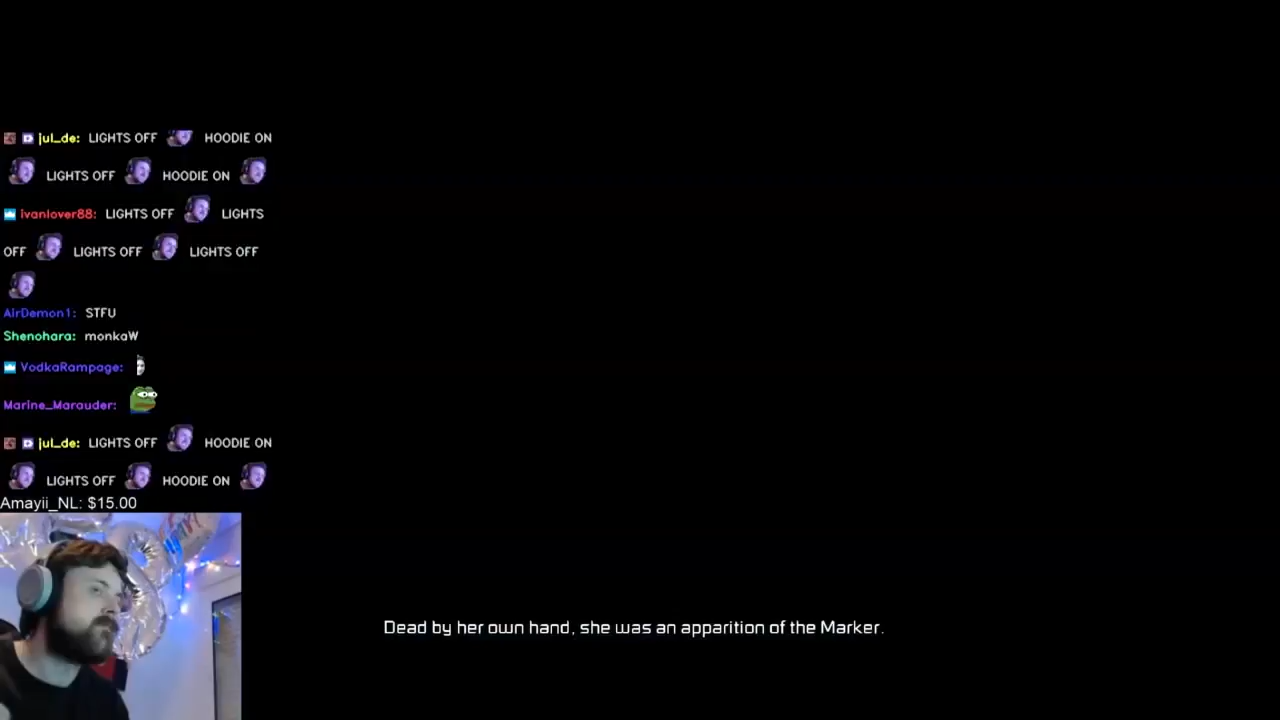 jul_de: LIGHTS OFF HOODIE ON
LIGHTS OFF HOODIE ON
ivanlover88: LIGHTS OFF LIGHTS
OFF LIGHTS OFF LIGHTS OFF
AirDemon1: STFU
Shenohara: monkaW
VodkaRampage:
Marine_Marauder:
jul_de: LIGHTS OFF HOODIE ON
LIGHTS OFF HOODIE ON
Amayii_NL: $15.00
Dead by her own hand, she was an apparition of the Marker.